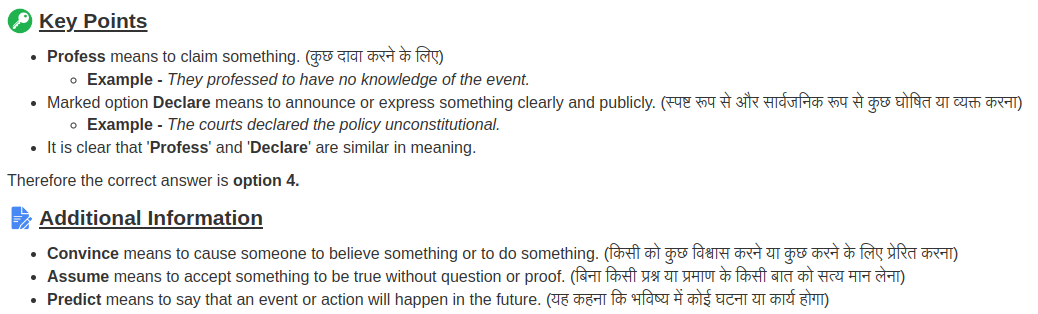 Key Points
• Profess means to claim something. (कुछ दावा करने के लिए)
◦ Example - They professed to have no knowledge of the event.
• Marked option Declare means to announce or express something clearly and publicly. (स्पष्ट रूप से और सार्वजनिक रूप से कुछ घोषित या व्यक्त करना)
◦ Example - The courts declared the policy unconstitutional.
• It is clear that 'Profess' and 'Declare' are similar in meaning.
Therefore the correct answer is option 4.
Additional Information
• Convince means to cause someone to believe something or to do something. (किसी को कुछ विश्वास करने या कुछ करने के लिए प्रेरित करना)
• Assume means to accept something to be true without question or proof. (बिना किसी प्रश्न या प्रमाण के किसी बात को सत्य मान लेना)
• Predict means to say that an event or action will happen in the future. (यह कहना कि भविष्य में कोई घटना या कार्य होगा)